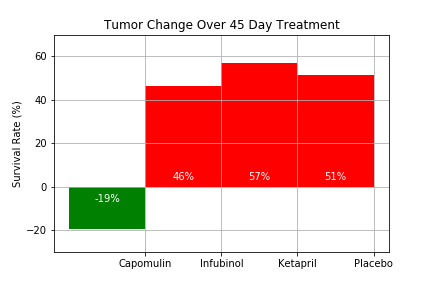 Tumor Change Over 45 Day Treatment
Survival Rate (%)
60
40
20
0
−20
-19%
46%
57%
51%
Capomulin
Infubinol
Ketapril
Placebo